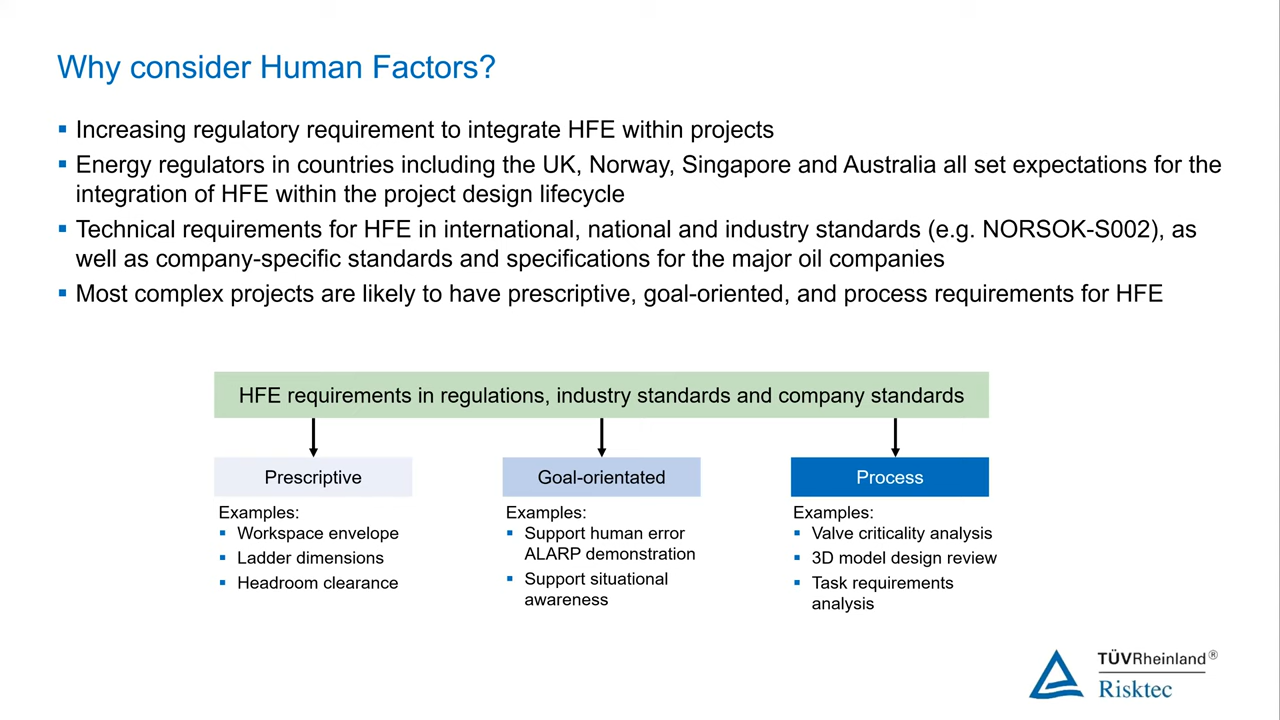 Why consider Human Factors?
▪ Increasing regulatory requirement to integrate HFE within projects
▪ Energy regulators in countries including the UK, Norway, Singapore and Australia all set expectations for the
integration of HFE within the project design lifecycle
▪ Technical requirements for HFE in international, national and industry standards (e.g. NORSOK-S002), as
well as company-specific standards and specifications for the major oil companies
▪ Most complex projects are likely to have prescriptive, goal-oriented, and process requirements for HFE
HFE requirements in regulations, industry standards and company standards
Prescriptive
Examples:
▪ Workspace envelope
▪ Ladder dimensions
▪ Headroom clearance
Goal-orientated
Examples:
▪ Support human error
ALARP demonstration
▪ Support situational
awareness
Process
Examples:
▪ Valve criticality analysis
▪ 3D model design review
▪ Task requirements
analysis
TÜVRheinland®
Risktec